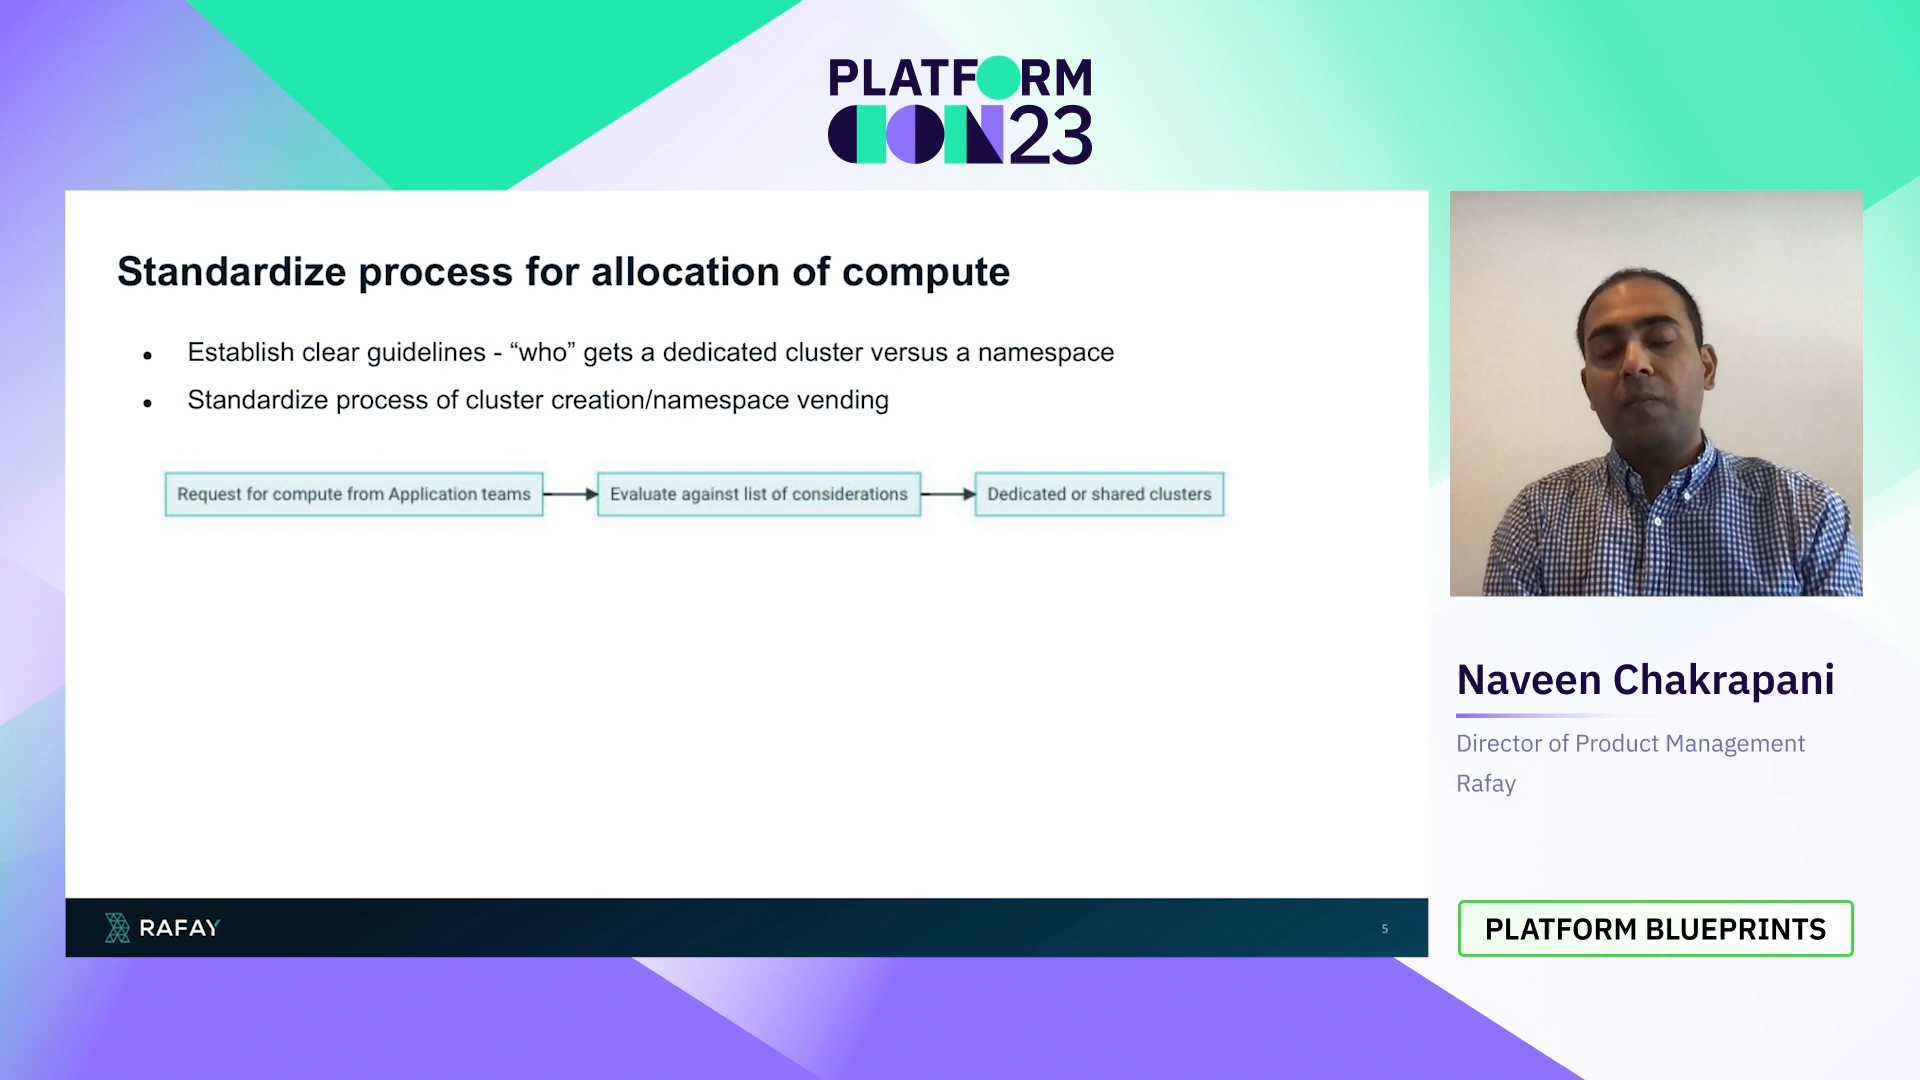 PLATFORM
CON23
Standardize process for allocation of compute
● Establish clear guidelines - “who” gets a dedicated cluster versus a namespace
● Standardize process of cluster creation/namespace vending
Request for compute from Application teams
Evaluate against list of considerations
Dedicated or shared clusters
RAFAY
5
Naveen Chakrapani
Director of Product Management
Rafay
PLATFORM BLUEPRINTS